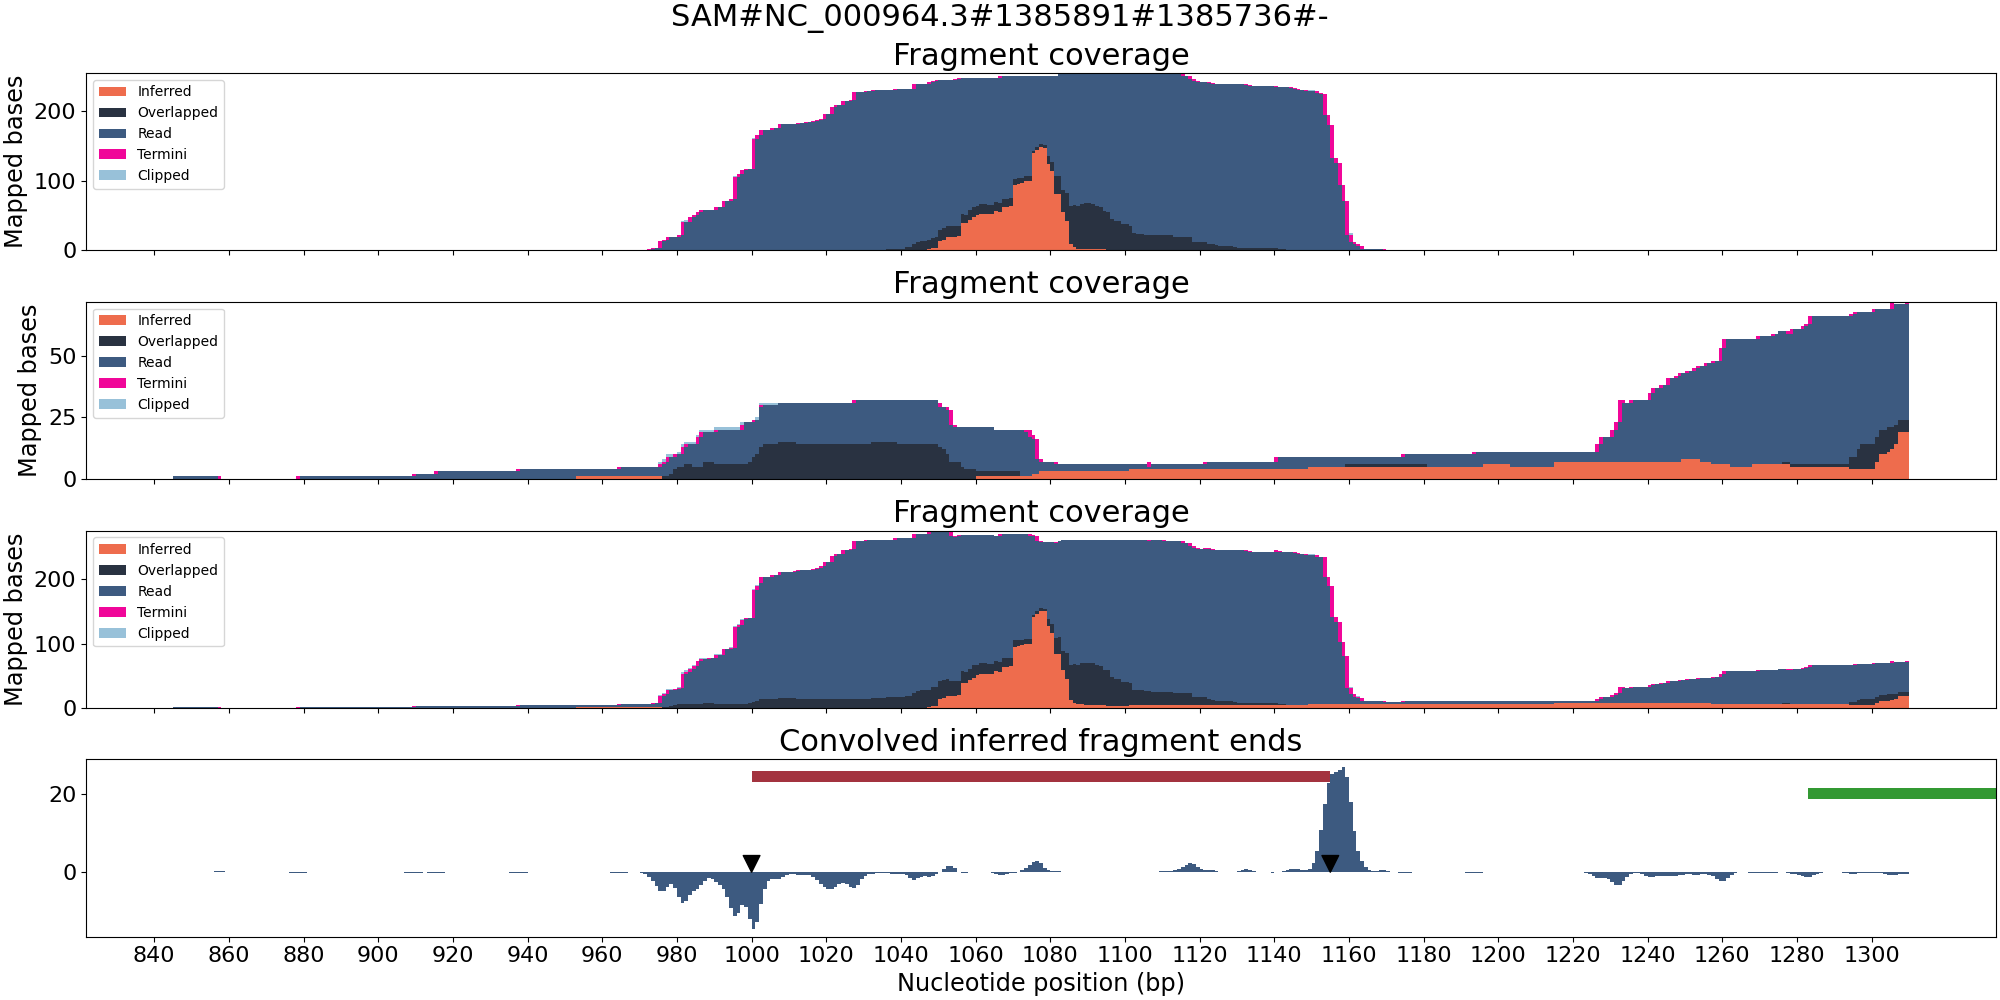 SAM#NC_000964.3#1385891#1385736#-
Fragment coverage
Mapped bases
200
100
0
Inferred
Overlapped
Read
Termini
Clipped
Fragment coverage
Mapped bases
50
25
0
Inferred
Overlapped
Read
Termini
Clipped
Fragment coverage
Mapped bases
200
100
0
Inferred
Overlapped
Read
Termini
Clipped
Convolved inferred fragment ends
20
0
840 860 880 900 920 940 960 980 1000 1020 1040 1060 1080 1100 1120 1140 1160 1180 1200 1220 1240 1260 1280 1300
Nucleotide position (bp)